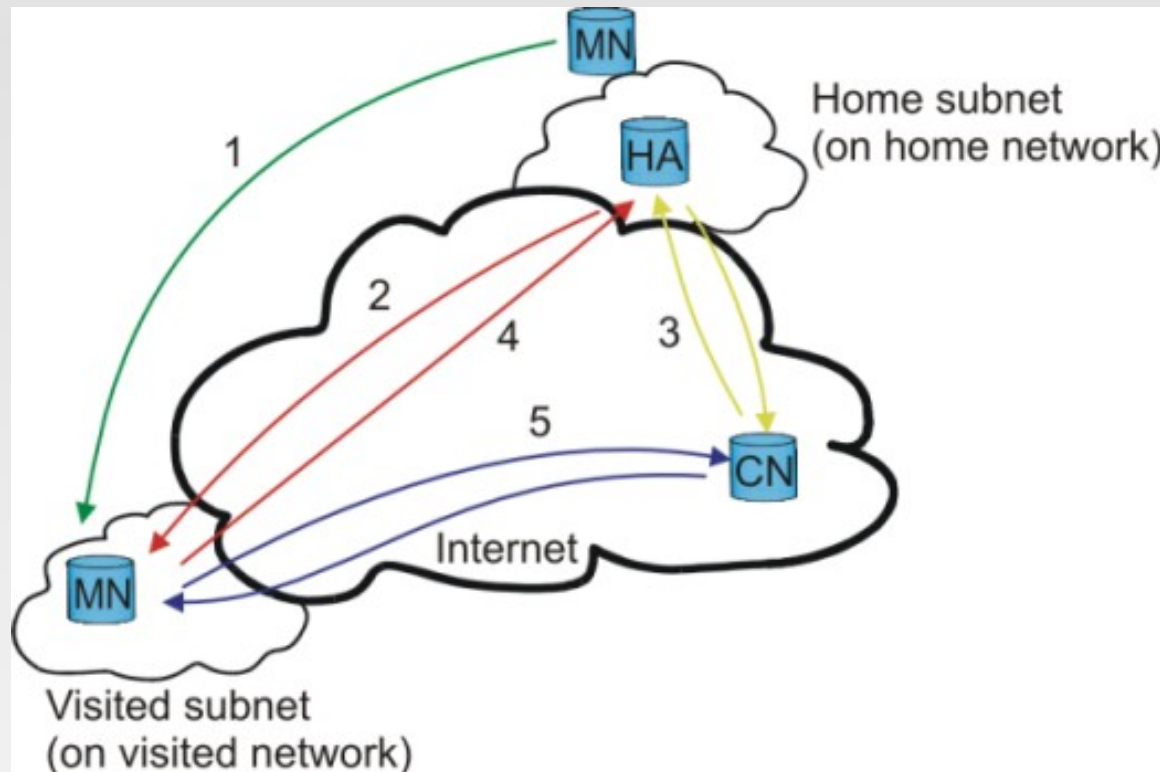 MN
HA
Home subnet
(on home network)
1
2
4
3
5
CN
Internet
MN
Visited subnet
(on visited network)